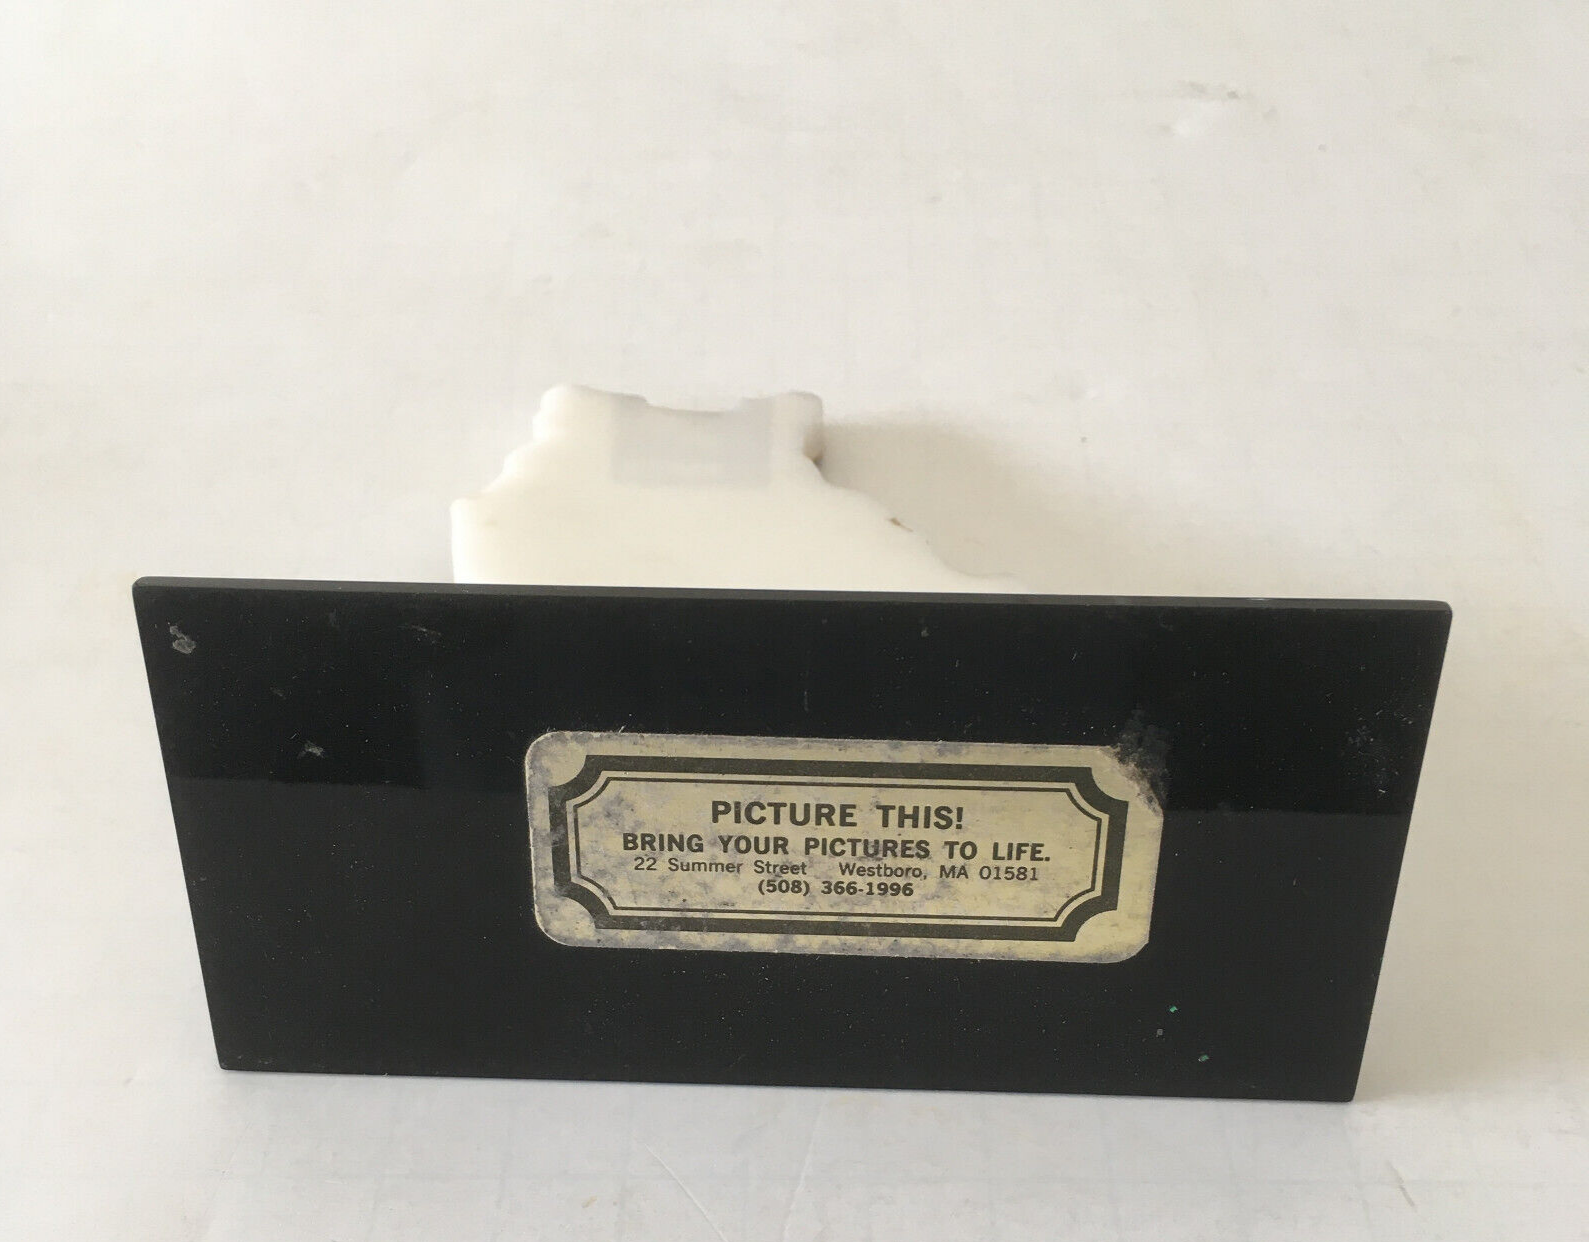 PICTURE THIS!
BRING YOUR PICTURES TO LIFE.
22 Summer Street Westboro, MA 01581
(508) 366-1996